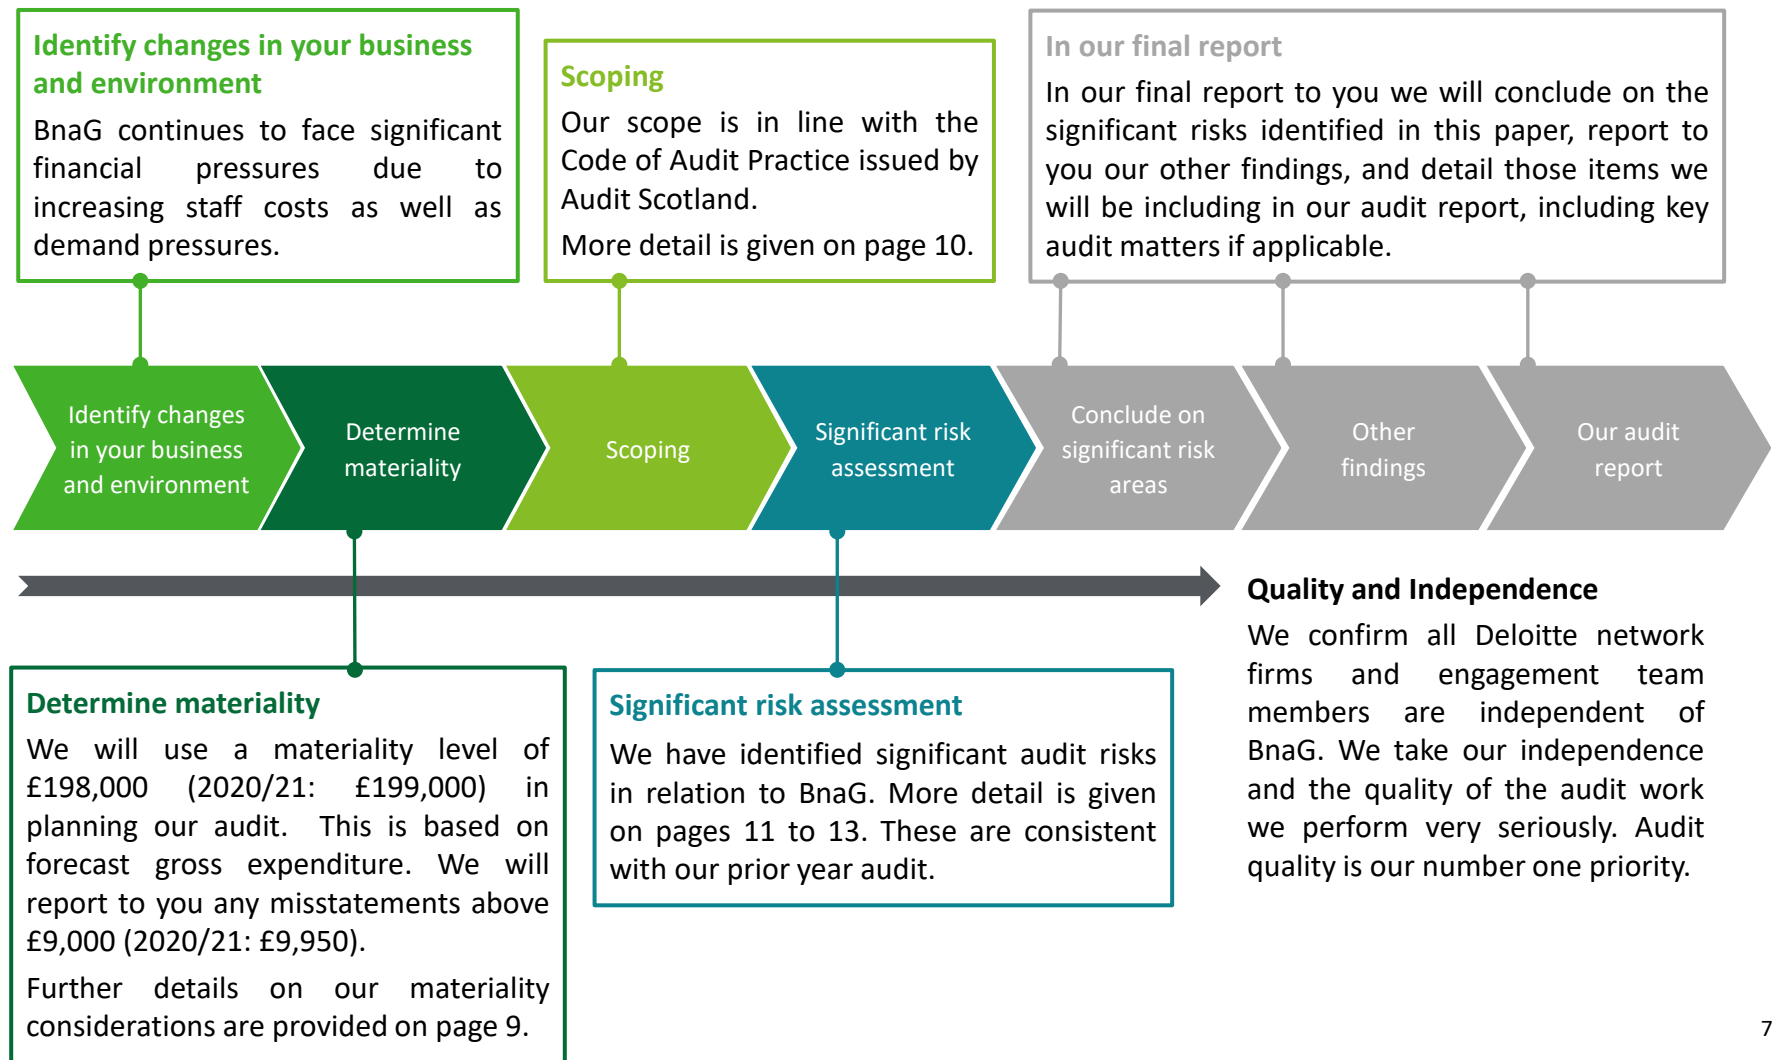 Identify changes in your business
and environment
BnaG continues to face significant
financial pressures due to
increasing staff costs as well as
demand pressures.
Scoping
Our scope is in line with the
Code of Audit Practice issued by
Audit Scotland.
More detail is given on page 10.
In our final report
In our final report to you we will conclude on the
significant risks identified in this paper, report to
you our other findings, and detail those items we
will be including in our audit report, including key
audit matters if applicable.
Identify changes
in your business
and environment
Determine
materiality
Scoping
Significant risk
assessment
Conclude on
significant risk
areas
Other
findings
Our audit
report
Determine materiality
We will use a materiality level of
£198,000 (2020/21: £199,000) in
planning our audit. This is based on
forecast gross expenditure. We will
report to you any misstatements above
£9,000 (2020/21: £9,950).
Further details on our materiality
considerations are provided on page 9.
Significant risk assessment
We have identified significant audit risks
in relation to BnaG. More detail is given
on pages 11 to 13. These are consistent
with our prior year audit.
Quality and Independence
We confirm all Deloitte network
firms and engagement team
members are independent of
BnaG. We take our independence
and the quality of the audit work
we perform very seriously. Audit
quality is our number one priority.
7